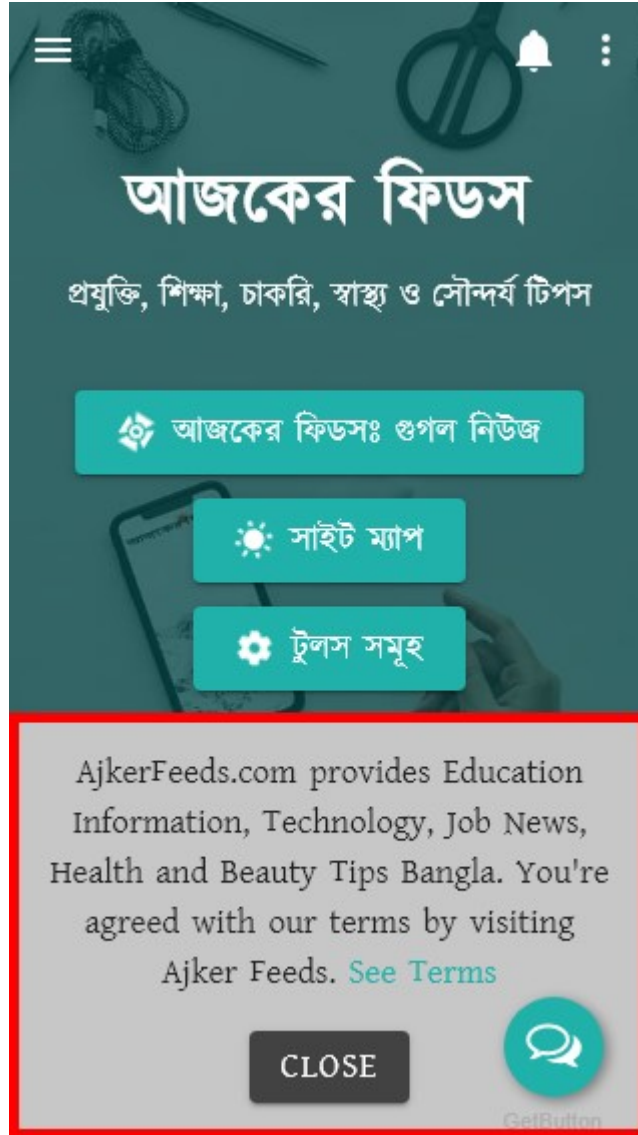 আজকের ফিডস
প্রযুক্তি, শিক্ষা, চাকরি, স্বাস্থ্য ও সৌন্দর্য টিপস
আজকের ফিডসঃ গুগল নিউজ
সাইট ম্যাপ
টুলস সমূহ
AjkerFeeds.com provides Education
Information, Technology, Job News,
Health and Beauty Tips Bangla. You're
agreed with our terms by visiting
Ajker Feeds. See Terms
CLOSE
GetButton